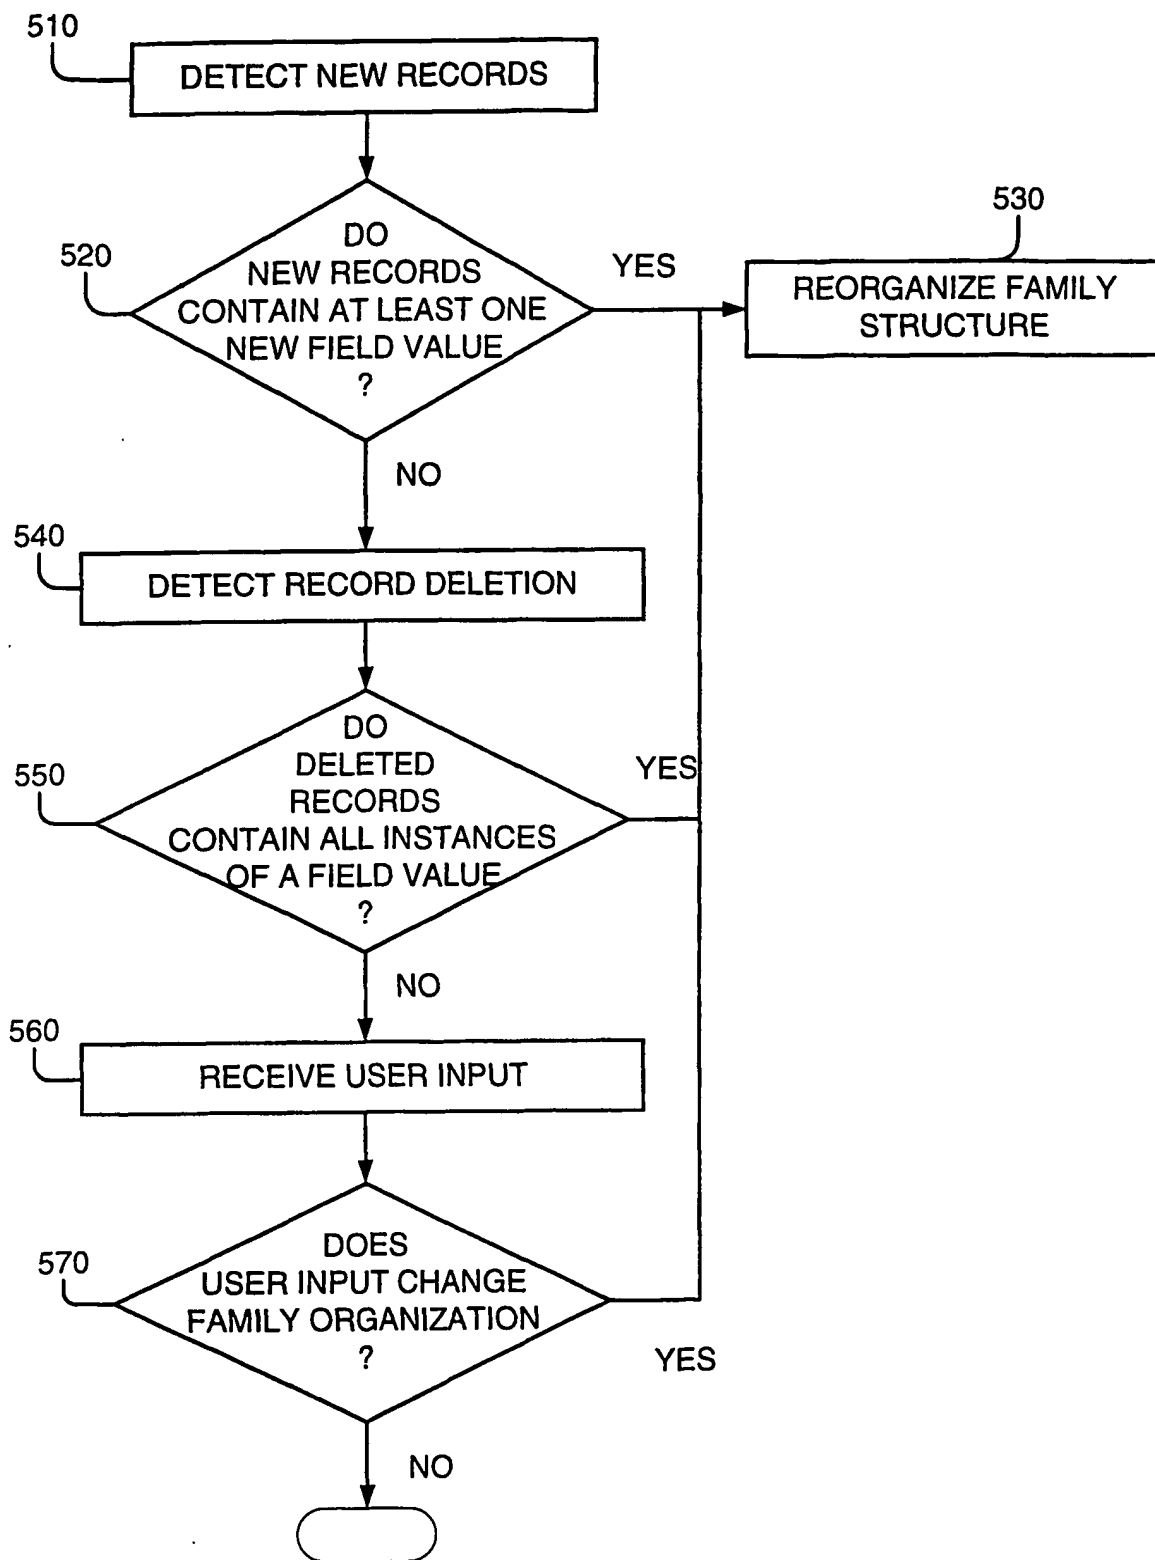 510
DETECT NEW RECORDS
520
DO
NEW RECORDS
CONTAIN AT LEAST ONE
NEW FIELD VALUE
?
YES
530
REORGANIZE FAMILY
STRUCTURE
NO
540
DETECT RECORD DELETION
550
DO
DELETED
RECORDS
CONTAIN ALL INSTANCES
OF A FIELD VALUE
?
YES
NO
560
RECEIVE USER INPUT
570
DOES
USER INPUT CHANGE
FAMILY ORGANIZATION
?
YES
NO